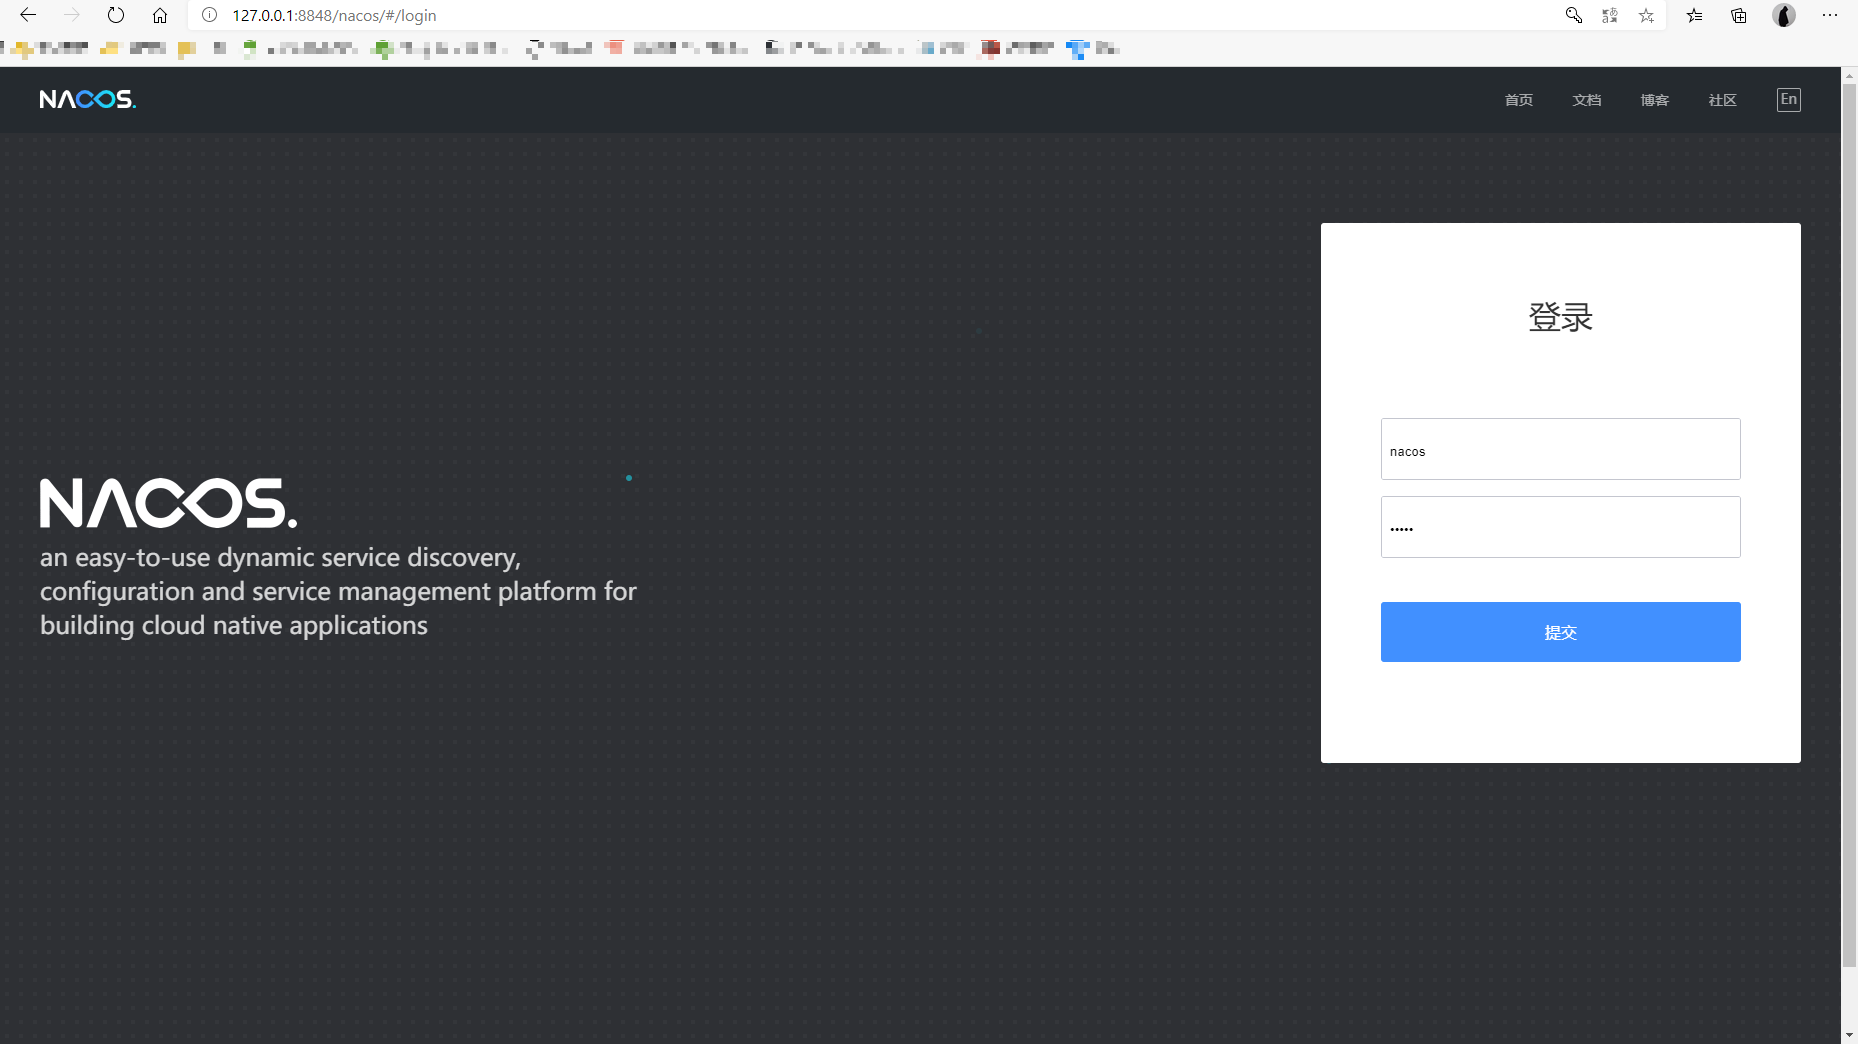 127.0.0.1:8848/nacos/#/login
NACOS.
首页
文档
博客
社区
En
登录
nacos
NACOS.
an easy-to-use dynamic service discovery,
configuration and service management platform for
building cloud native applications
提交